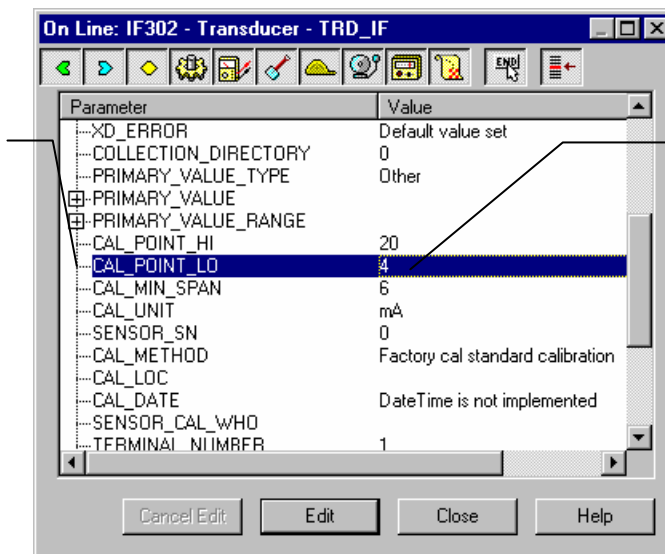 On Line: IF302 - Transducer - TRD_IF
END
Parameter Value
XD_ERROR Default value set
COLLECTION_DIRECTORY 0
PRIMARY_VALUE_TYPE Other
PRIMARY_VALUE
PRIMARY_VALUE_RANGE
CAL_POINT_HI 20
CAL_POINT_LO 4
CAL_MIN_SPAN 6
CAL_UNIT mA
SENSOR_SN 0
CAL_METHOD Factory cal standard calibration
CAL_LOC
CAL_DATE DateTime is not implemented
SENSOR_CAL_WHO
TERMINAL_NUMBER 1
Cancel Edit Edit Close Help